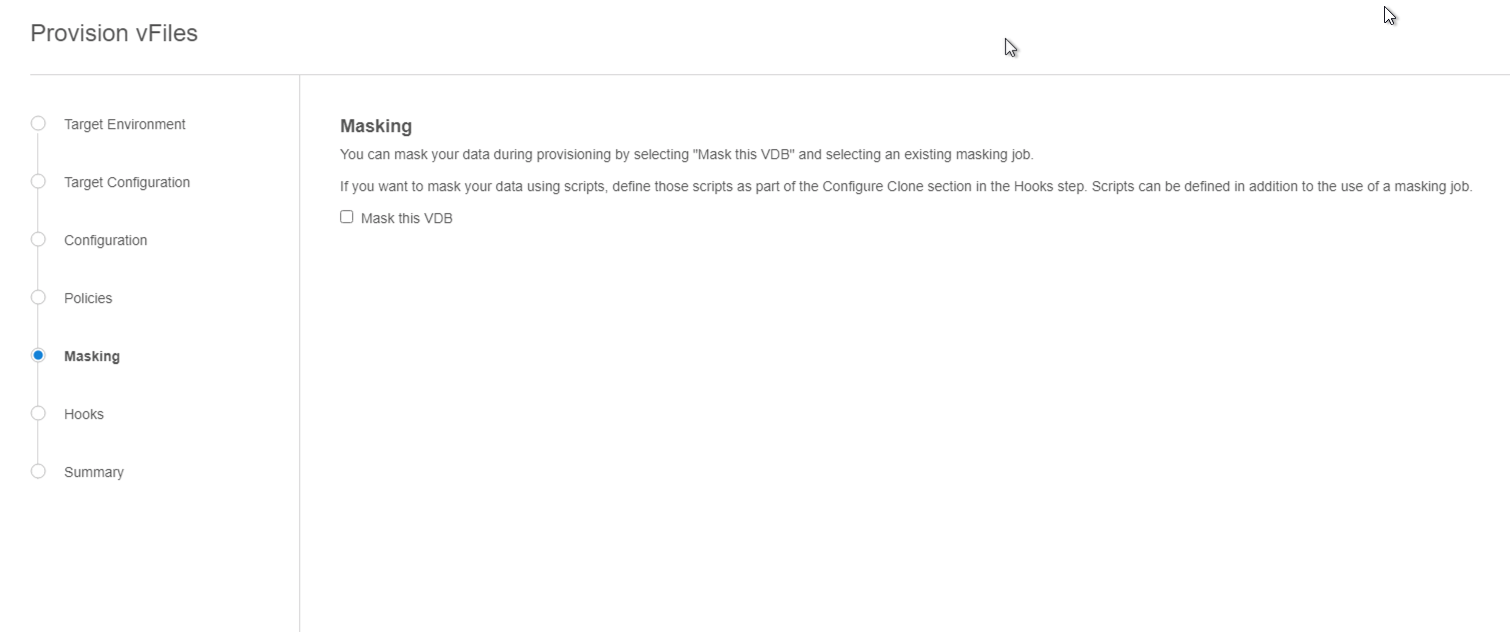 Provision vFiles
Target Environment
Target Configuration
Configuration
Policies
Masking
Hooks
Summary
Masking
You can mask your data during provisioning by selecting "Mask this VDB" and selecting an existing masking job.
If you want to mask your data using scripts, define those scripts as part of the Configure Clone section in the Hooks step. Scripts can be defined in addition to the use of a masking job.
Mask this VDB